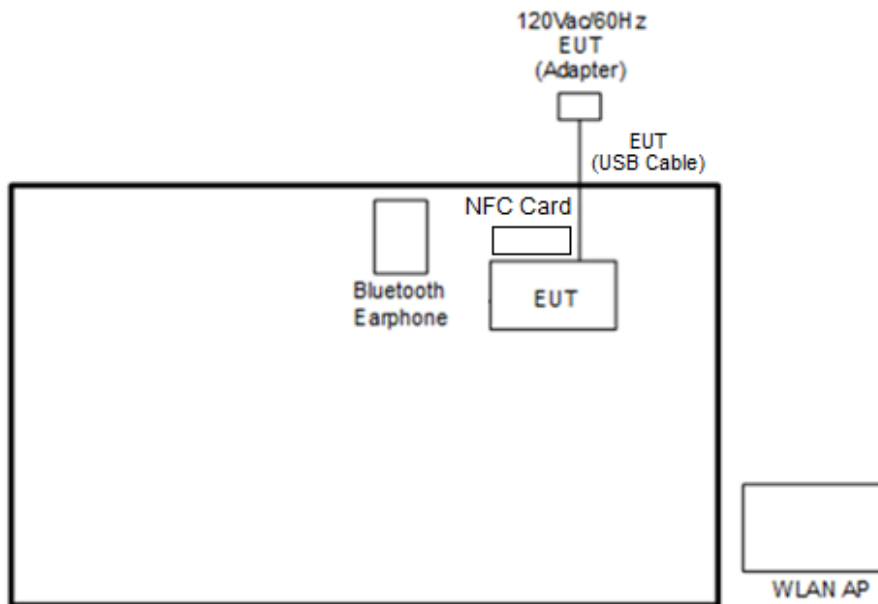 120Vac/60Hz
EUT
(Adapter)
EUT
(USB Cable)
NFC Card
Bluetooth
Earphone
EUT
WLAN AP